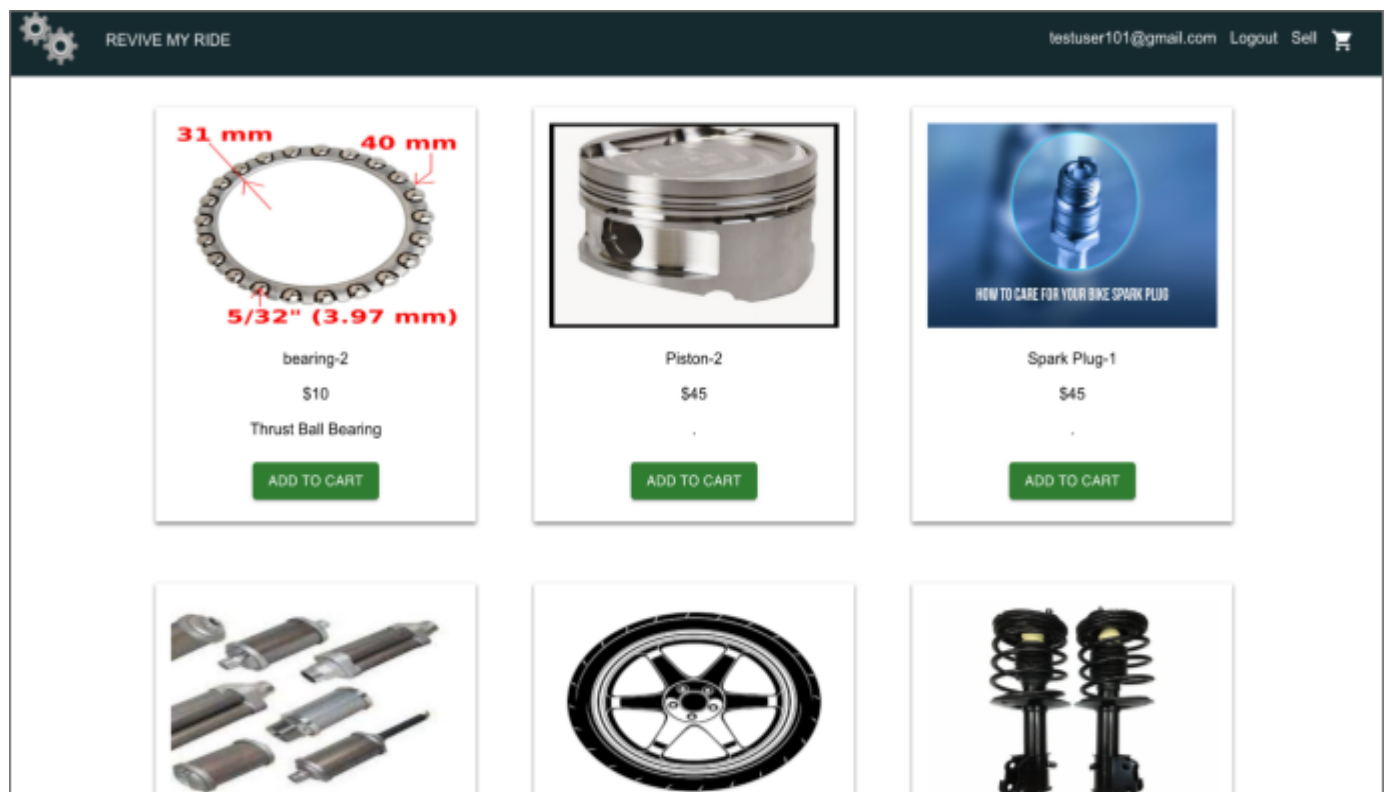 REVIVE MY RIDE
testuser101@gmail.com Logout Sell
31 mm
40 mm
5/32" (3.97 mm)
bearing-2
$10
Thrust Ball Bearing
ADD TO CART
Piston-2
$45
.
ADD TO CART
HOW TO CARE FOR YOUR BIKE SPARK PLUG
Spark Plug-1
$45
.
ADD TO CART